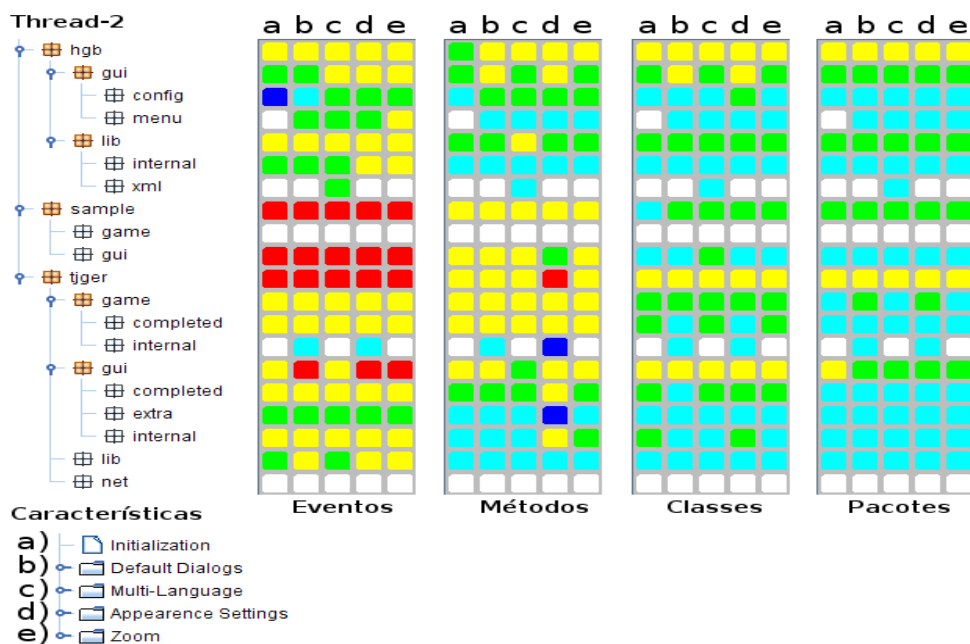 Thread-2 a b c d e a b c d e a b c d e a b c d e
hgb
gui
config
menu
lib
internal
xml
sample
game
gui
tjger
game
completed
internal
gui
completed
extra
internal
lib
net
Eventos Métodos Classes Pacotes
Características
a) Initialization
b) Default Dialogs
c) Multi-Language
d) Appearence Settings
e) Zoom